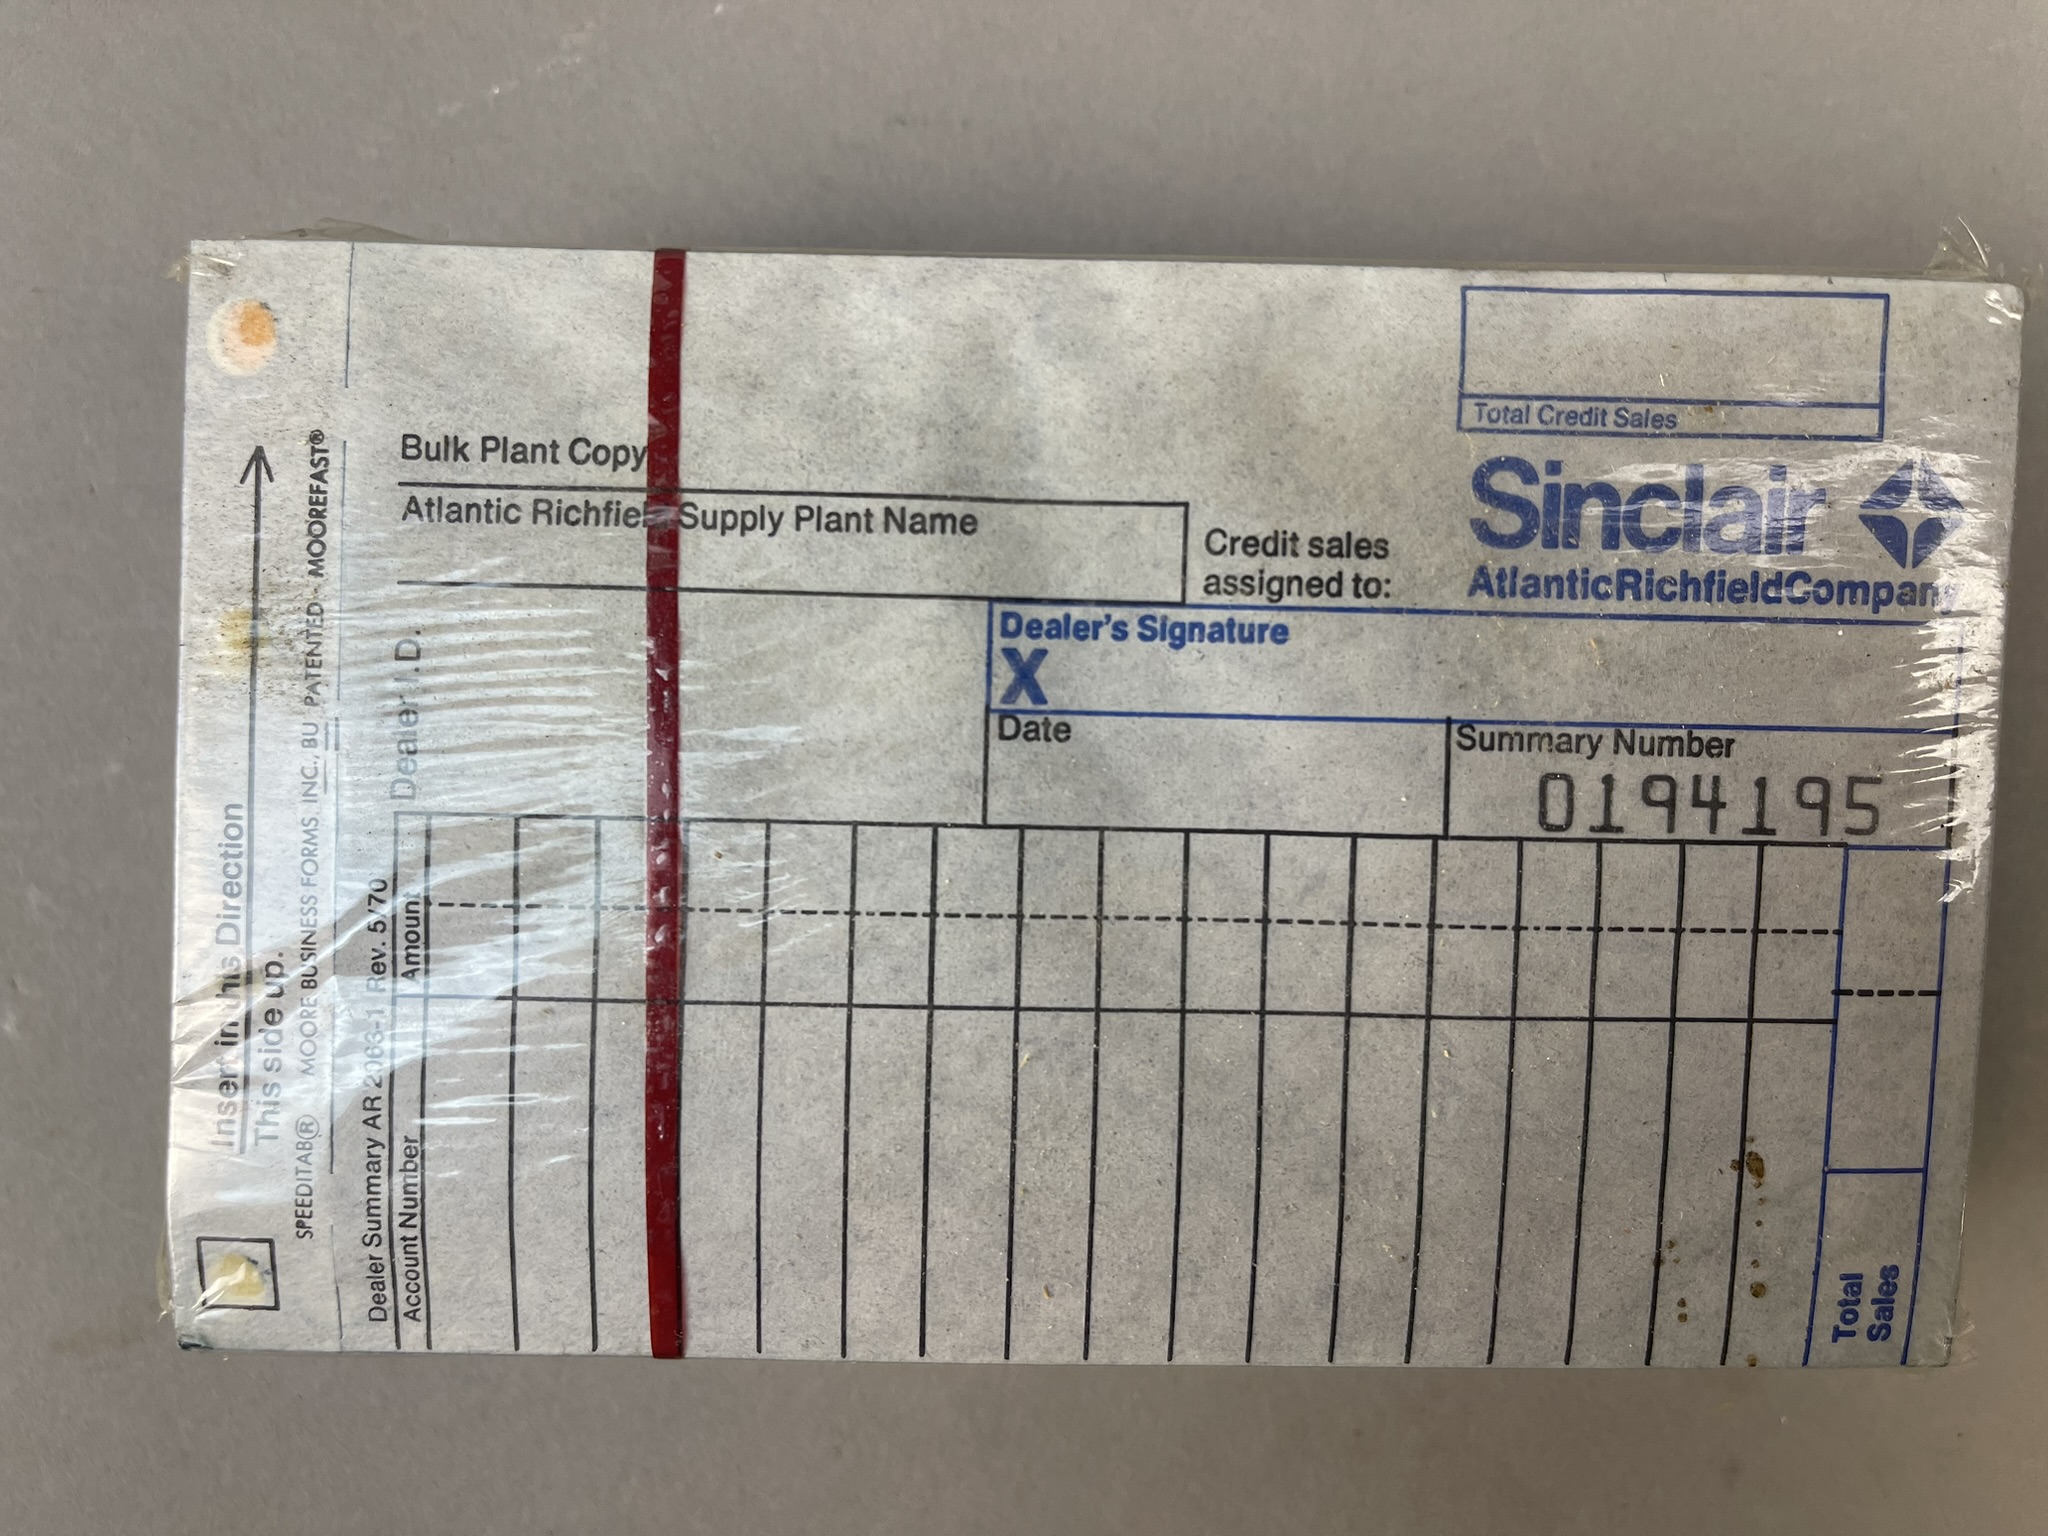 Total Credit Sales
Sinclair
AtlanticRichfieldCompany
Bulk Plant Copy
Atlantic Richfield Supply Plant Name
Credit sales
assigned to:
Dealer's Signature
X
Date
Summary Number
0194195
Dealer I.D.
Insert in this Direction
This side up.
SPEEDITAB® MOORE BUSINESS FORMS INC., BU PATENTED - MOOREFAST®
Dealer Summary AR 2063-1 Rev. 5/70
Account Number Amount
Total
Sales